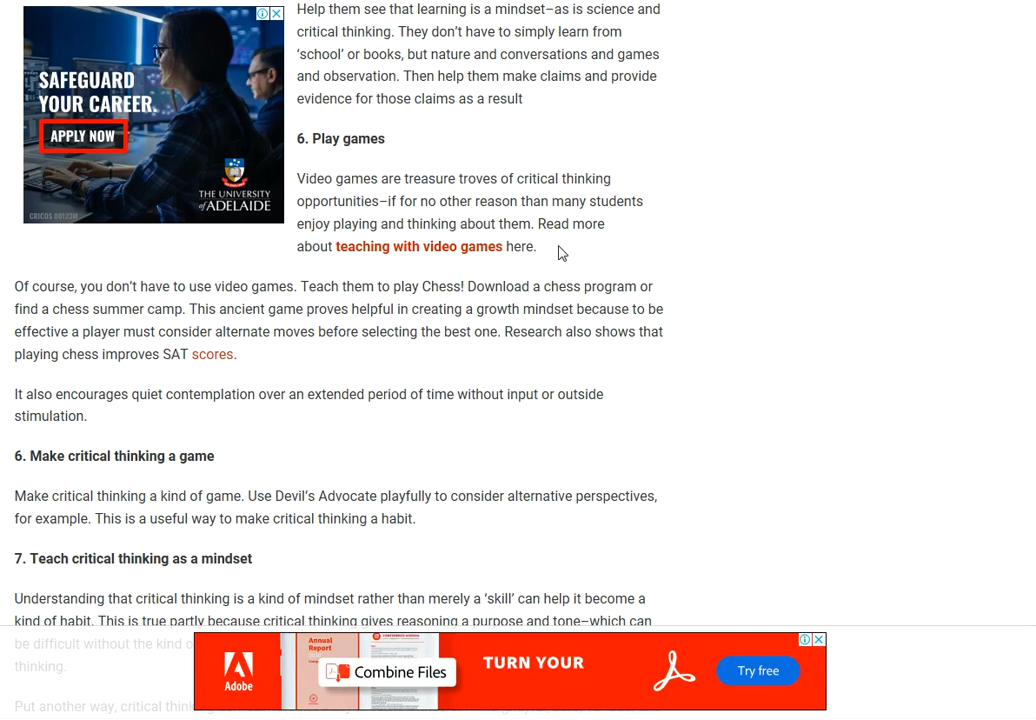 SAFEGUARD
YOUR CAREER.
APPLY NOW
THE UNIVERSITY
of ADELAIDE
CRICOS 00123M
Help them see that learning is a mindset–as is science and
critical thinking. They don’t have to simply learn from
‘school’ or books, but nature and conversations and games
and observation. Then help them make claims and provide
evidence for those claims as a result
6. Play games
Video games are treasure troves of critical thinking
opportunities–if for no other reason than many students
enjoy playing and thinking about them. Read more
about teaching with video games here.
Of course, you don’t have to use video games. Teach them to play Chess! Download a chess program or
find a chess summer camp. This ancient game proves helpful in creating a growth mindset because to be
effective a player must consider alternate moves before selecting the best one. Research also shows that
playing chess improves SAT scores.
It also encourages quiet contemplation over an extended period of time without input or outside
stimulation.
6. Make critical thinking a game
Make critical thinking a kind of game. Use Devil’s Advocate playfully to consider alternative perspectives,
for example. This is a useful way to make critical thinking a habit.
7. Teach critical thinking as a mindset
Understanding that critical thinking is a kind of mindset rather than merely a ‘skill’ can help it become a
kind of habit. This is true partly because critical thinking gives reasoning a purpose and tone–which can
be difficult without the kind o
thinking.
Put another way, critical think
Adobe
Annual
Report
Combine Files
TURN YOUR
Try free